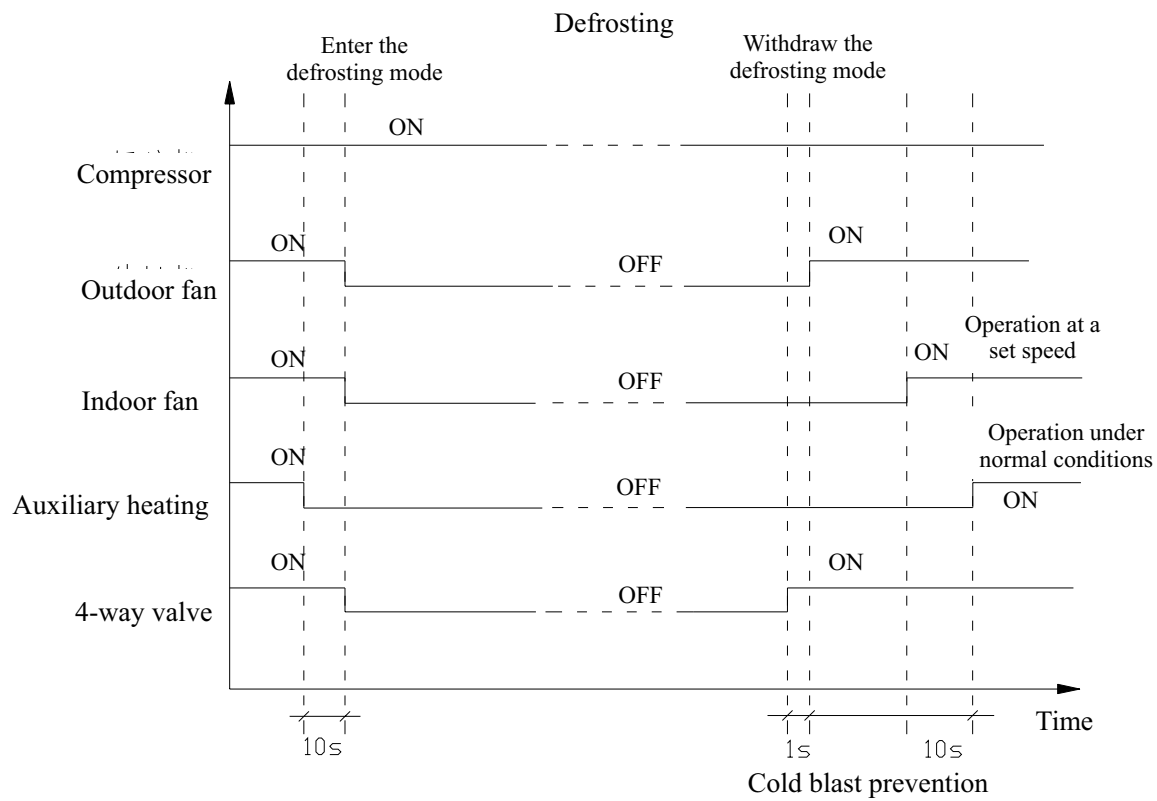 Defrosting
Enter the
defrosting mode
Withdraw the
defrosting mode
ON
Compressor
ON
OFF
ON
Outdoor fan
ON
OFF
ON
Operation at a
set speed
Indoor fan
ON
OFF
Operation under
normal conditions
ON
Auxiliary heating
ON
OFF
ON
4-way valve
Time
10s
1s
10s
Cold blast prevention